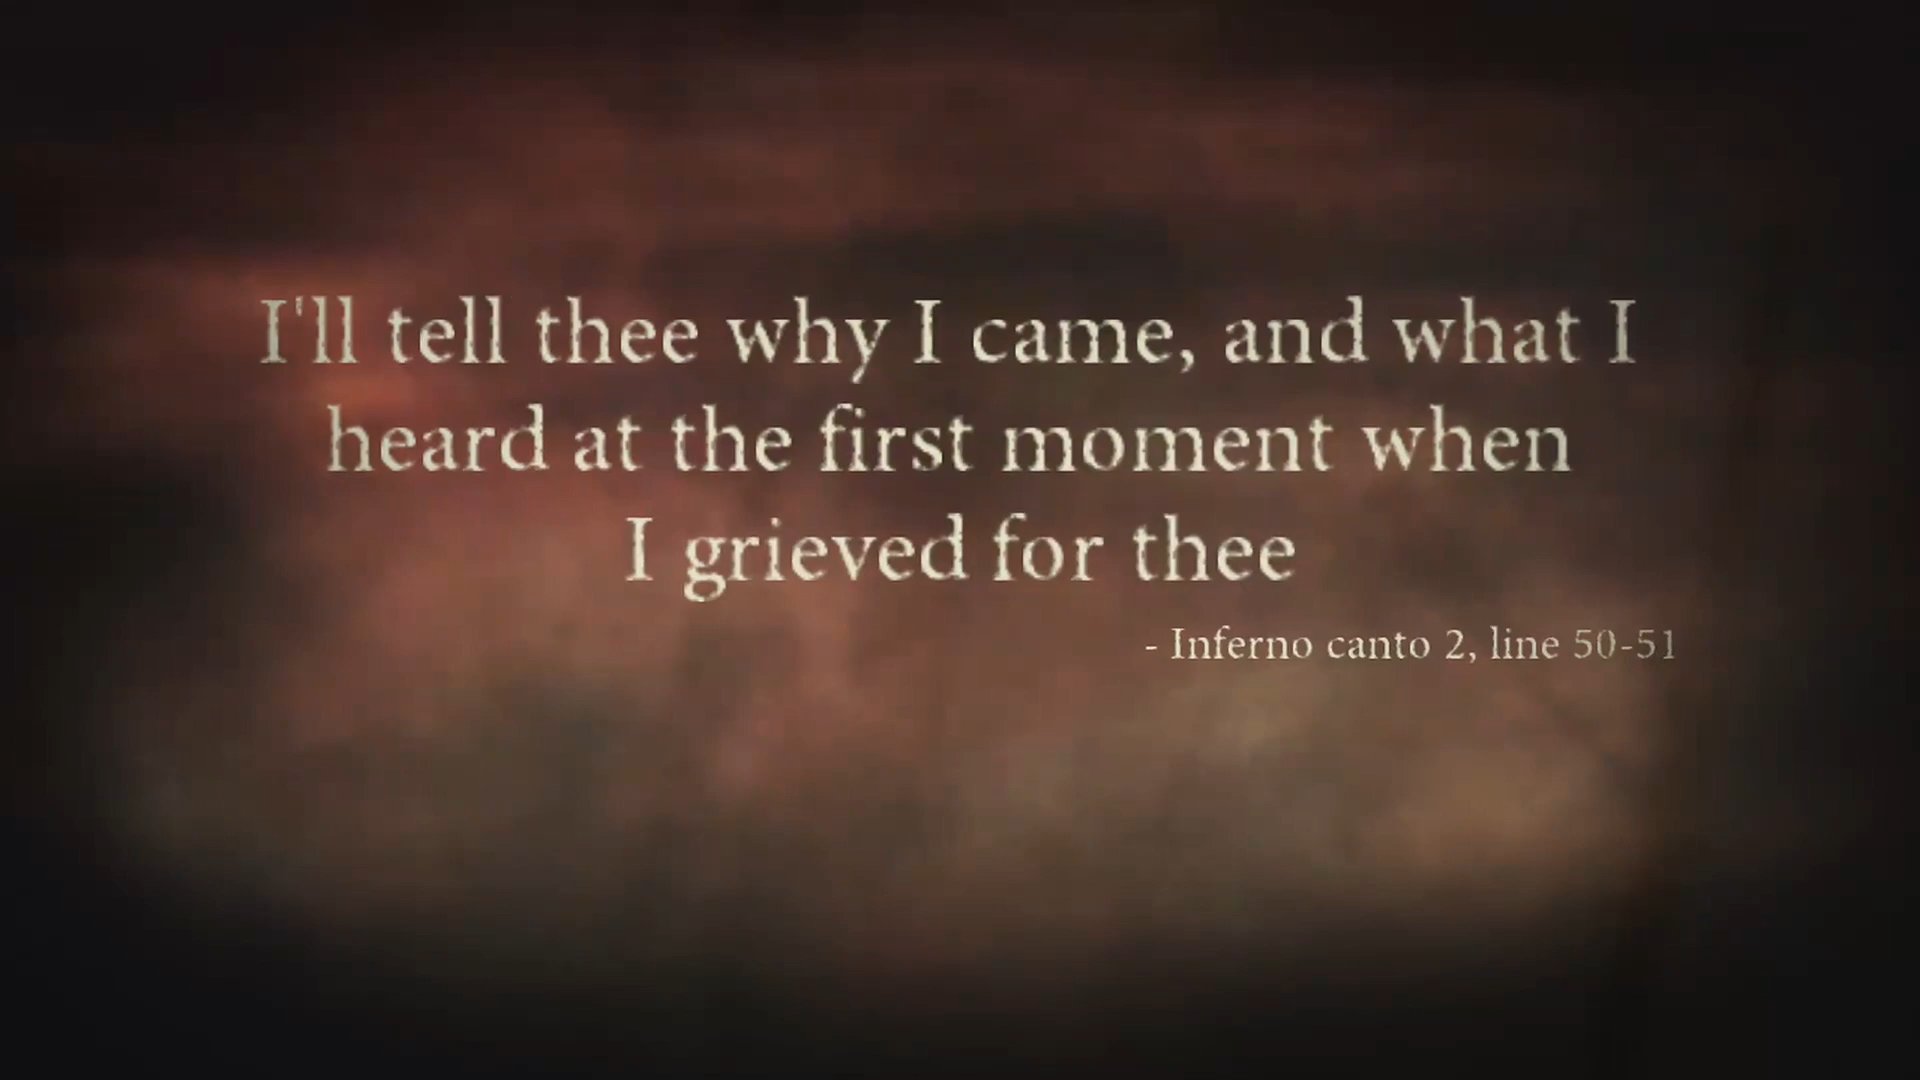 I'll tell thee why I came, and what I
heard at the first moment when
I grieved for thee
- Inferno canto 2, line 50-51